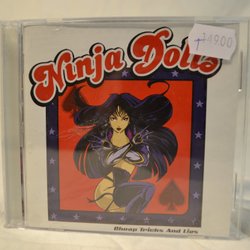 Ninja Dolls
19.00
Cheap Tricks And Lies